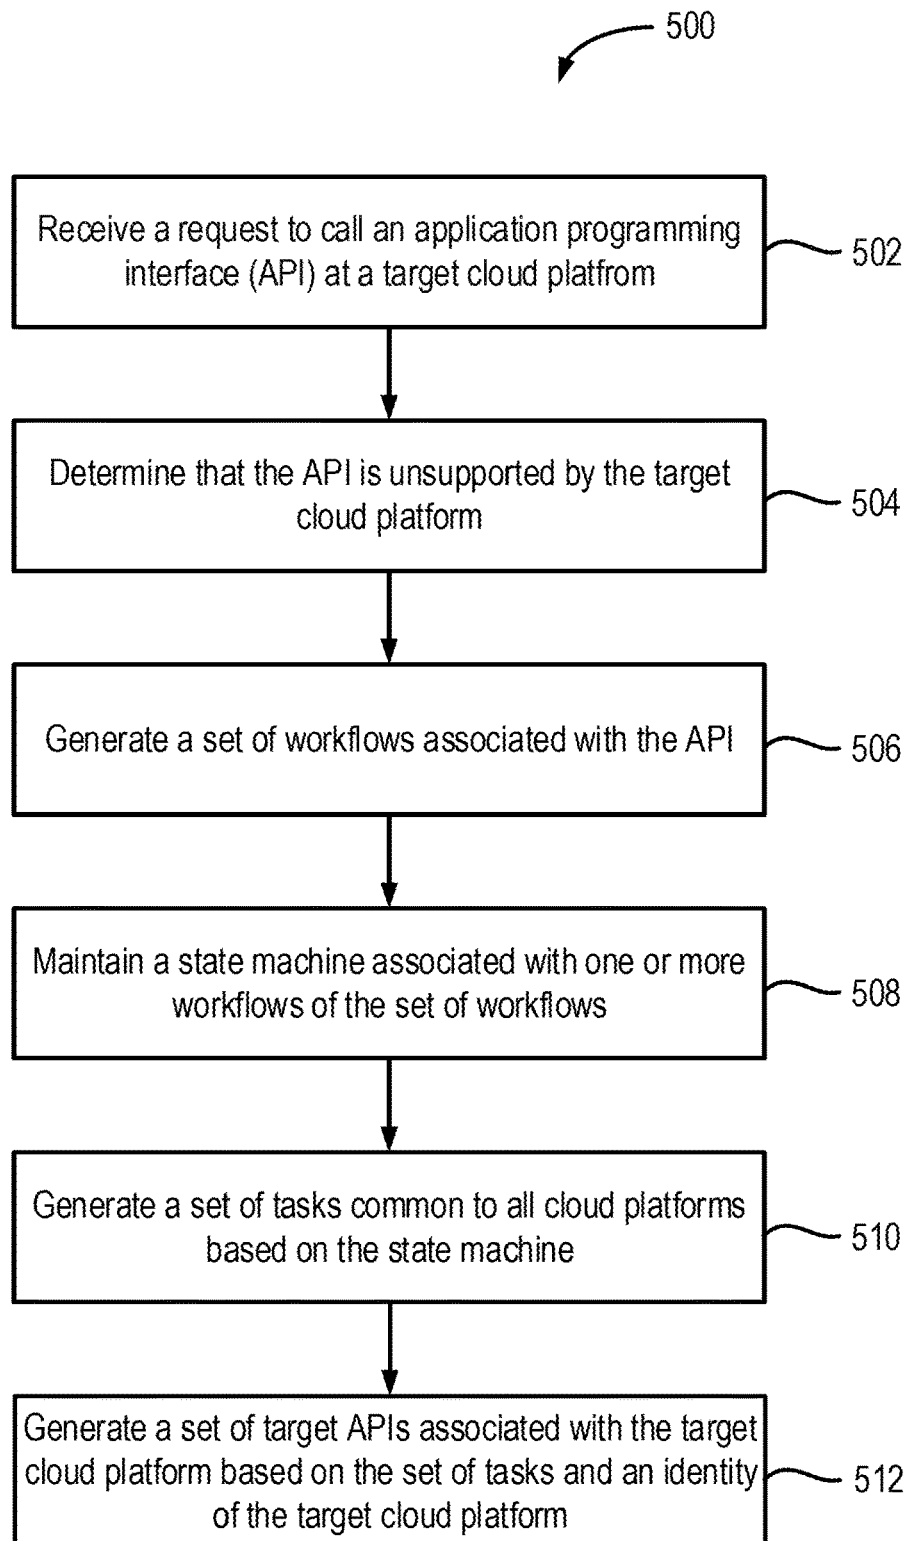 500
Receive a request to call an application programming
interface (API) at a target cloud platfrom
502
Determine that the API is unsupported by the target
cloud platform
504
Generate a set of workflows associated with the API
506
Maintain a state machine associated with one or more
workflows of the set of workflows
508
Generate a set of tasks common to all cloud platforms
based on the state machine
510
Generate a set of target APIs associated with the target
cloud platform based on the set of tasks and an identity
of the target cloud platform
512